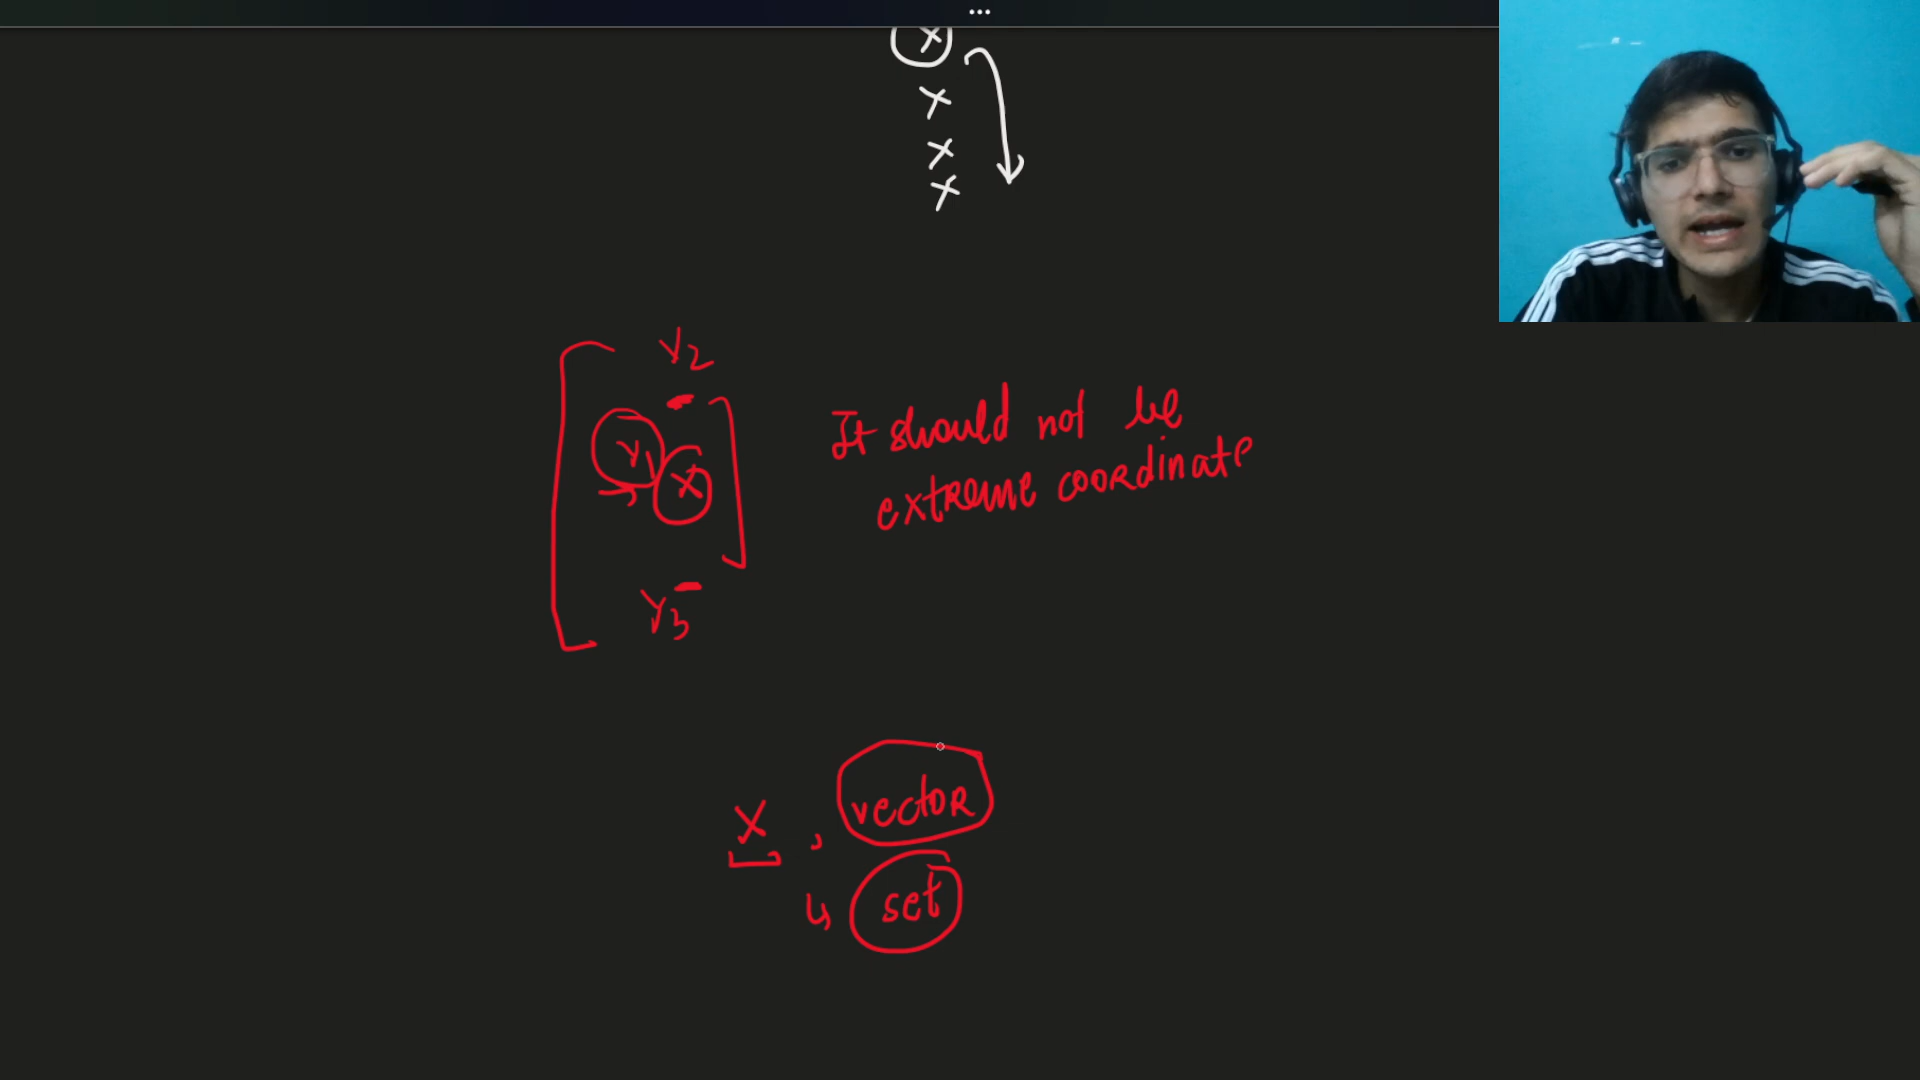 ...
x
x
x
x
y2
y1
x
It should not be
extreme coordinate
y3
x , vector
set